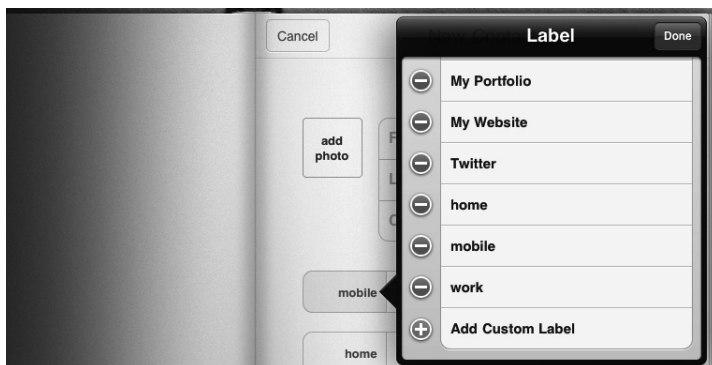 Cancel
Label
Done
My Portfolio
My Website
Twitter
home
mobile
work
Add Custom Label
add
photo
F
L
C
mobile
home